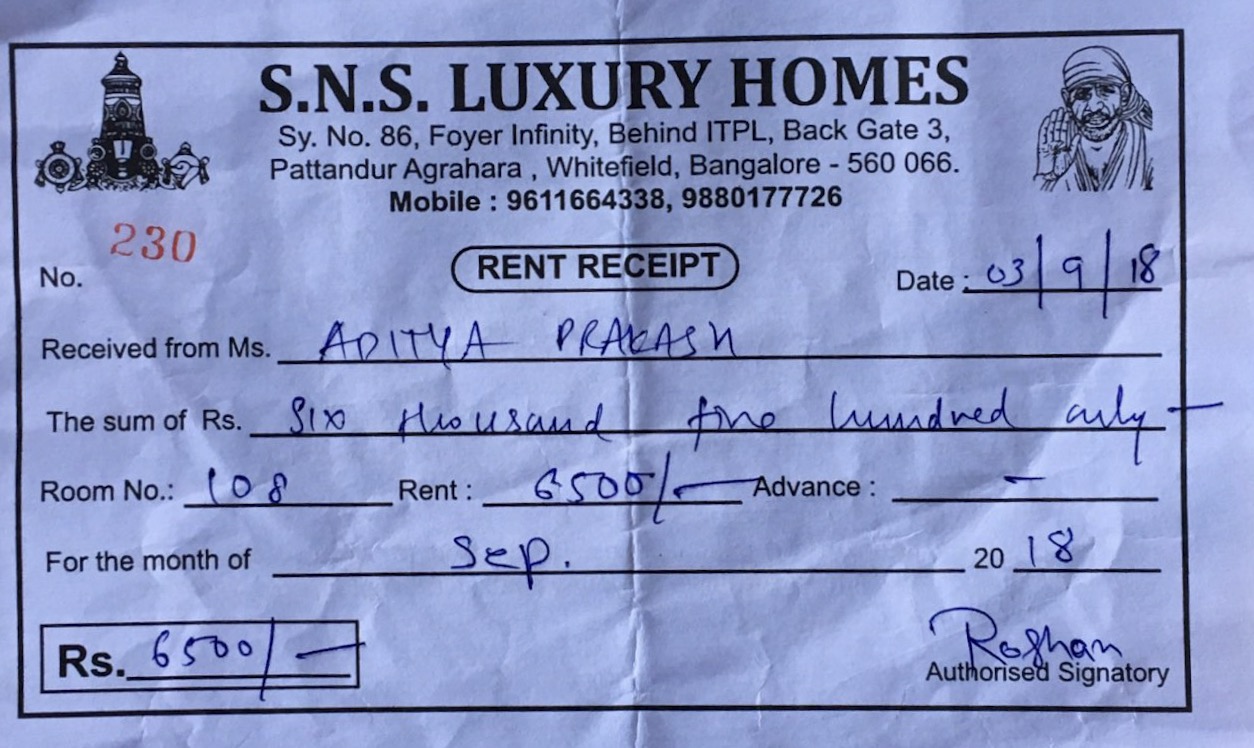 S.N.S. LUXURY HOMES
Sy. No. 86, Foyer Infinity, Behind ITPL, Back Gate 3,
Pattandur Agrahara , Whitefield, Bangalore - 560 066.
Mobile : 9611664338, 9880177726
230
No.
RENT RECEIPT
Date : 03/9/18
Received from Ms. ADITYA PRAKASH
The sum of Rs. Six thousand five hundred only -
Room No.: 108 Rent : 6500/- Advance : -
For the month of Sep. 20 18
Rs. 6500/-
Roshan
Authorised Signatory